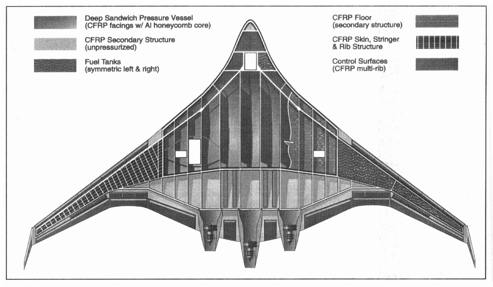 Deep Sandwich Pressure Vessel
(CFRP facings w/ Al honeycomb core)
CFRP Secondary Structure
(unpressurized)
Fuel Tanks
(symmetric left & right)
CFRP Floor
(secondary structure)
CFRP Skin, Stringer
& Rib Structure
Control Surfaces
(CFRP multi-rib)